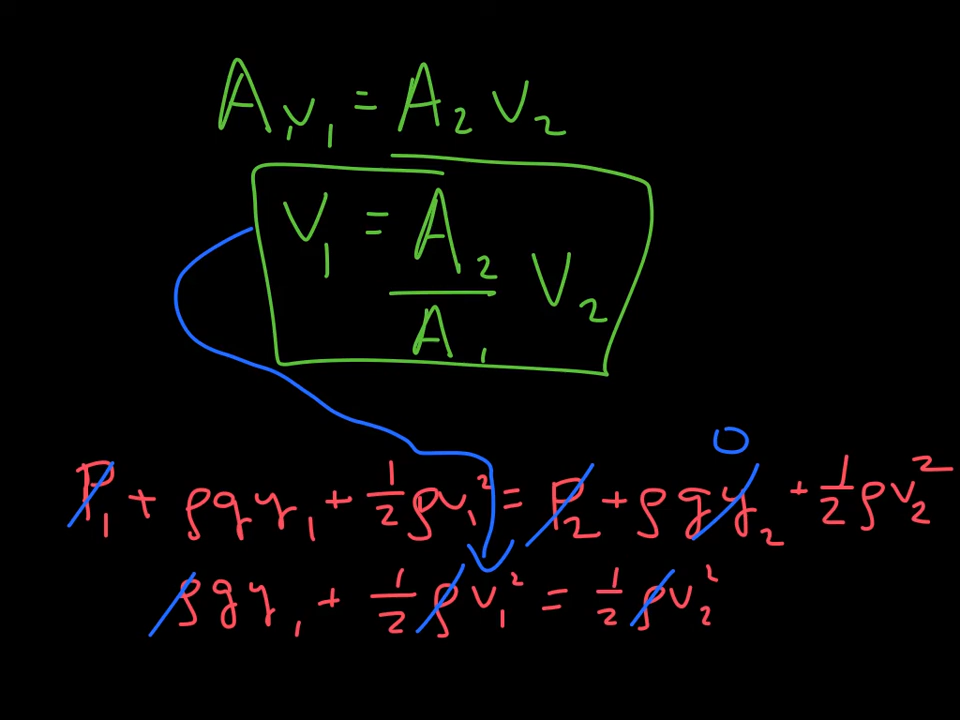 A₁v₁ = A₂v₂
v₁ = A₂/A₁ v₂
0
P₁ + ρgy₁ + ½ρv₁² = P₂ + ρgy₂ + ½ρv₂²
ρgy₁ + ½ρv₁² = ½ρv₂²